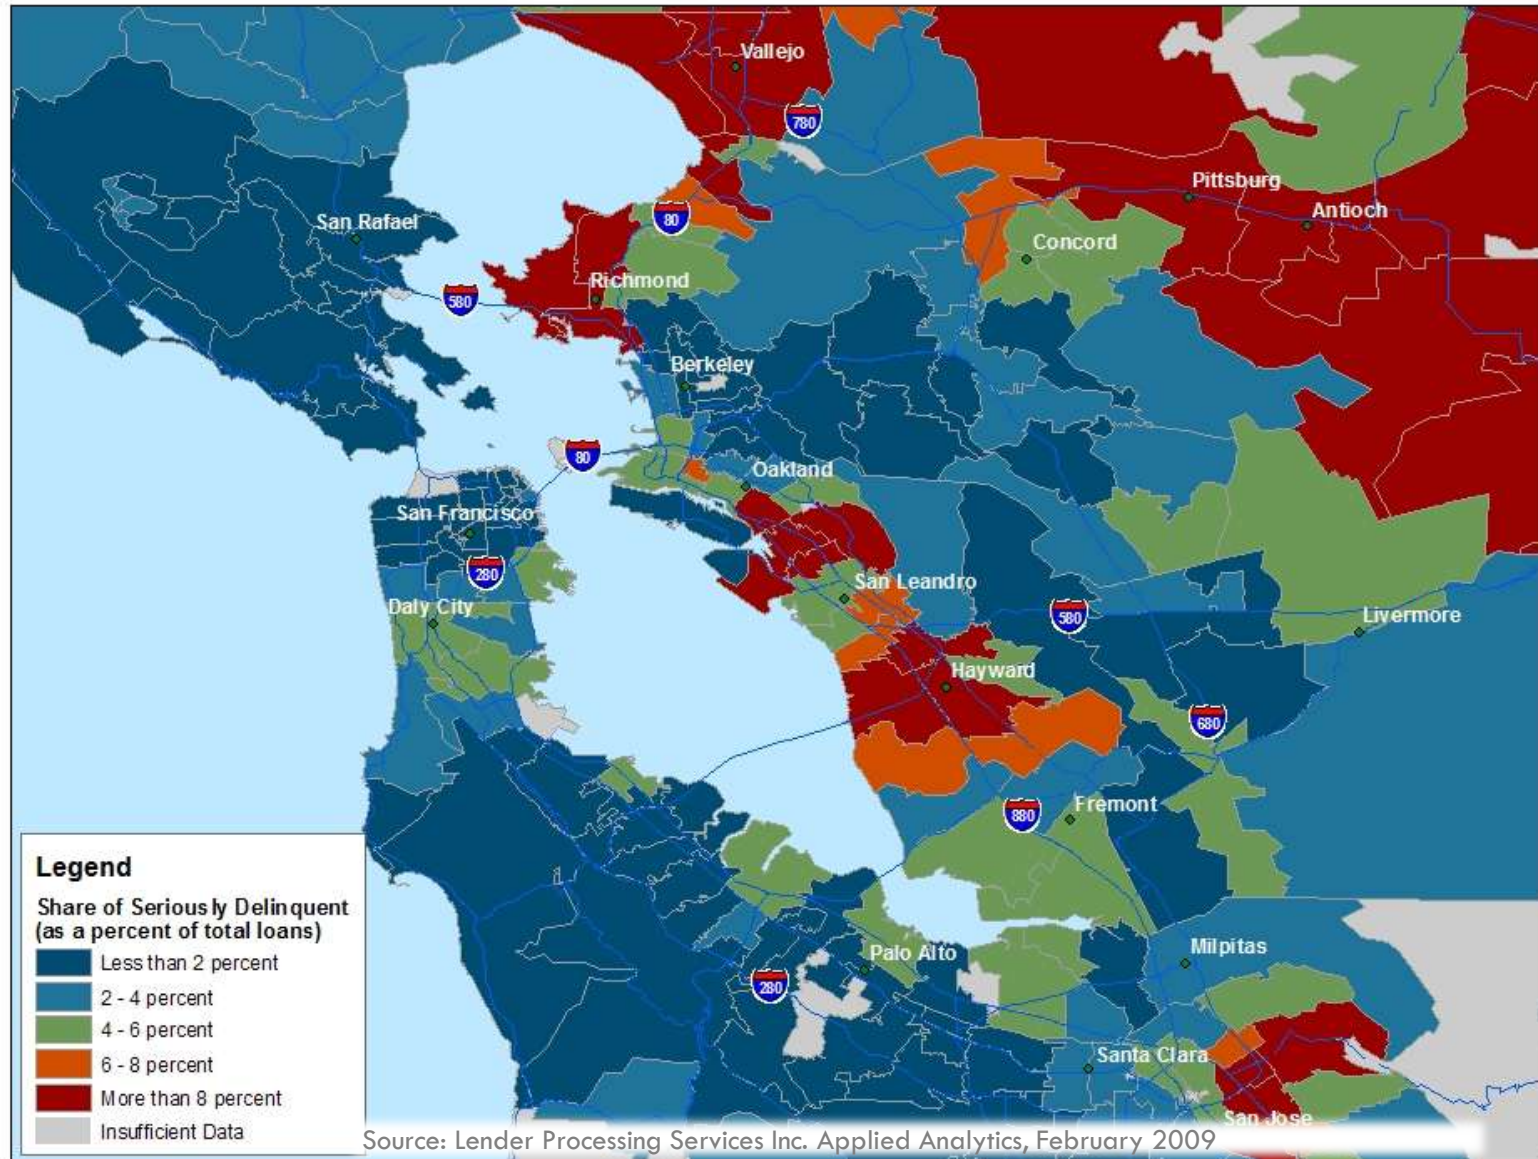 Vallejo
780
Pittsburg
Antioch
San Rafael
80
Concord
Richmond
580
Berkeley
80
Oakland
San Francisco
280
San Leandro
Daly City
580
Livermore
Hayward
680
Fremont
880
Palo Alto
Milpitas
280
Santa Clara
San Jose
Legend
Share of Seriously Delinquent
(as a percent of total loans)
Less than 2 percent
2 - 4 percent
4 - 6 percent
6 - 8 percent
More than 8 percent
Insufficient Data
Source: Lender Processing Services Inc. Applied Analytics, February 2009